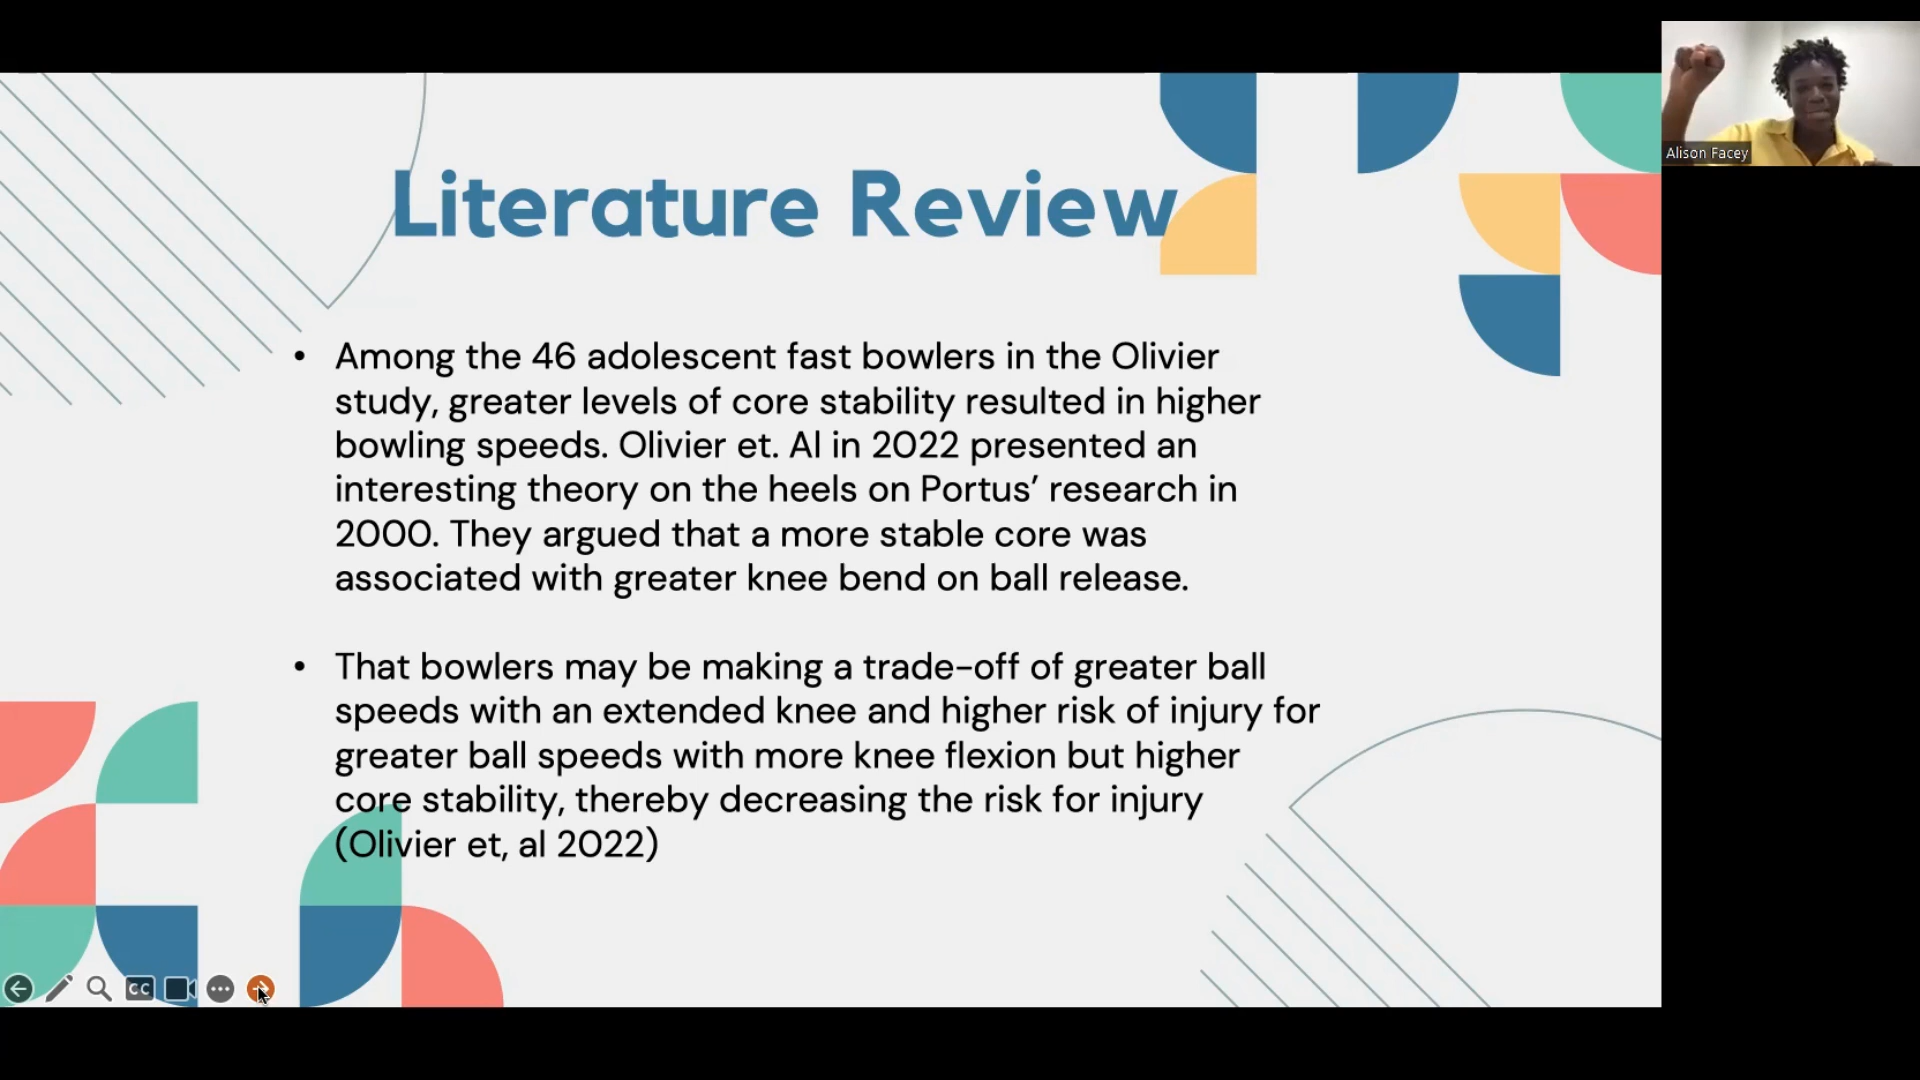 Alison Facey
Literature Review
• Among the 46 adolescent fast bowlers in the Olivier
study, greater levels of core stability resulted in higher
bowling speeds. Olivier et. Al in 2022 presented an
interesting theory on the heels on Portus’ research in
2000. They argued that a more stable core was
associated with greater knee bend on ball release.
• That bowlers may be making a trade-off of greater ball
speeds with an extended knee and higher risk of injury for
greater ball speeds with more knee flexion but higher
core stability, thereby decreasing the risk for injury
(Olivier et, al 2022)
CC